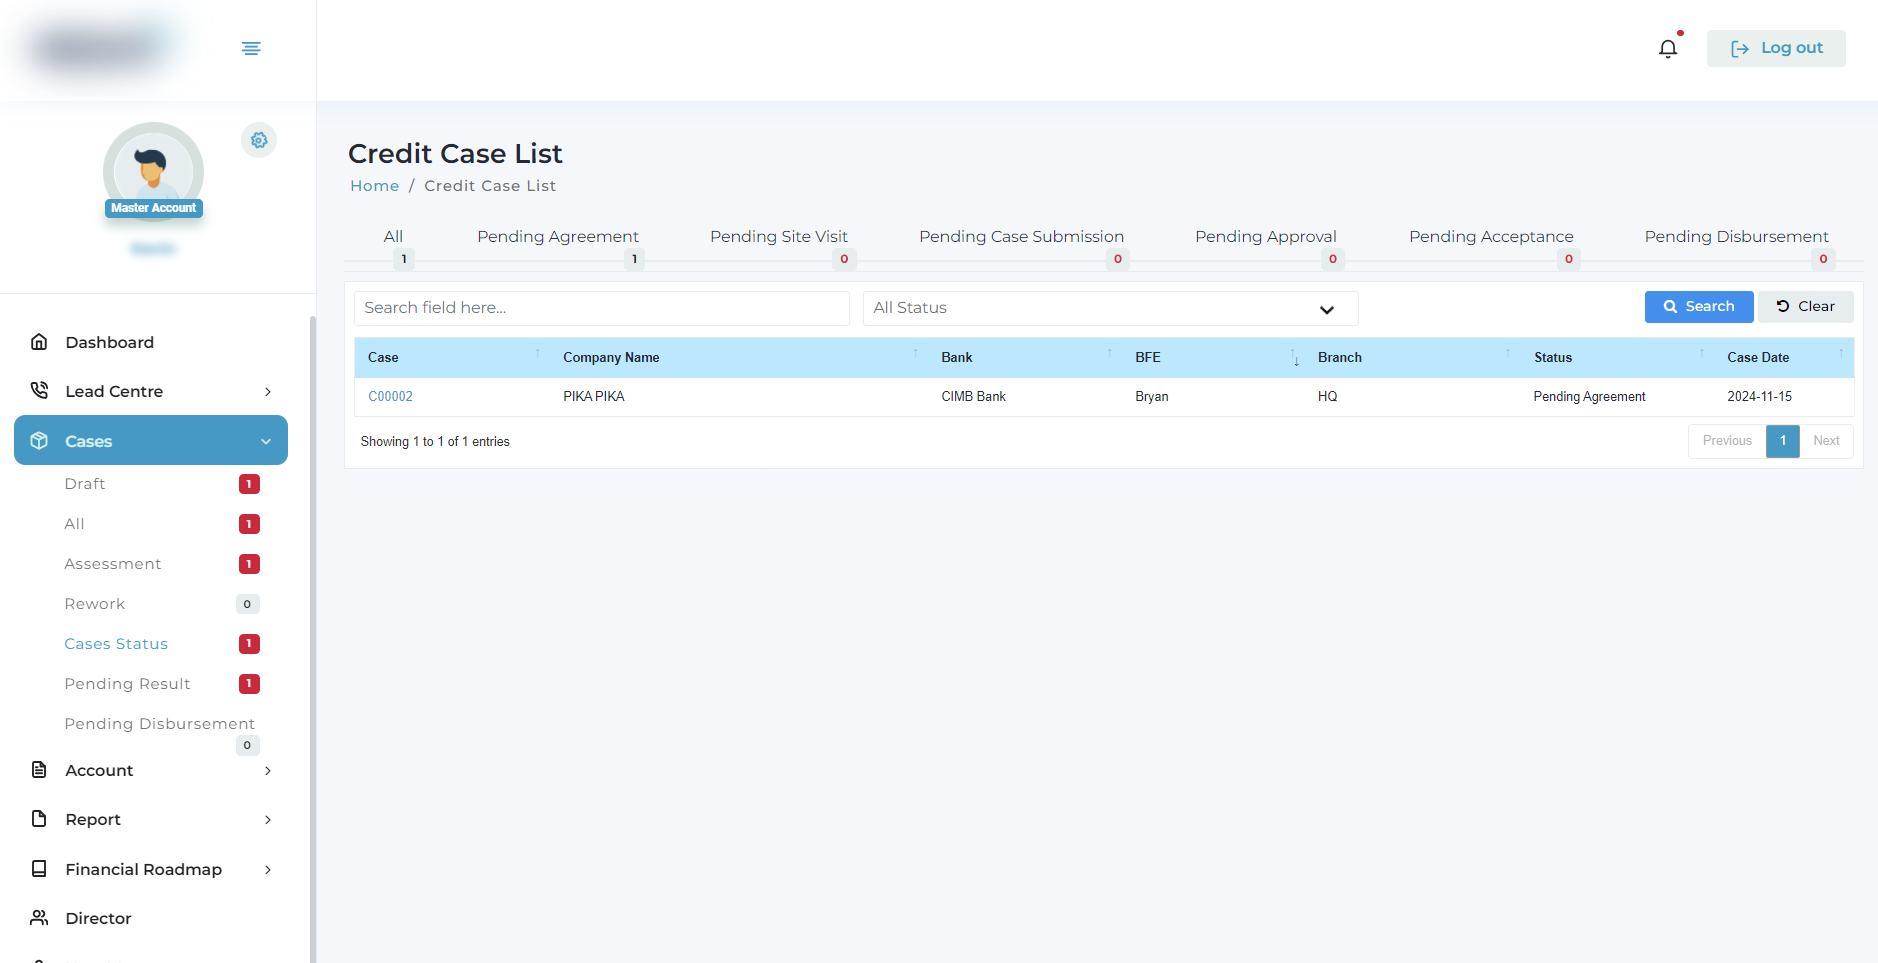 Log out
Master Account
Dashboard
Lead Centre
Cases
Draft 1
All 1
Assessment 1
Rework 0
Cases Status 1
Pending Result 1
Pending Disbursement
0
Account
Report
Financial Roadmap
Director
Credit Case List
Home / Credit Case List
All Pending Agreement Pending Site Visit Pending Case Submission Pending Approval Pending Acceptance Pending Disbursement
1 1 0 0 0 0 0
Search field here... All Status Search Clear
Case Company Name Bank BFE Branch Status Case Date
C00002 PIKA PIKA CIMB Bank Bryan HQ Pending Agreement 2024-11-15
Showing 1 to 1 of 1 entries Previous 1 Next